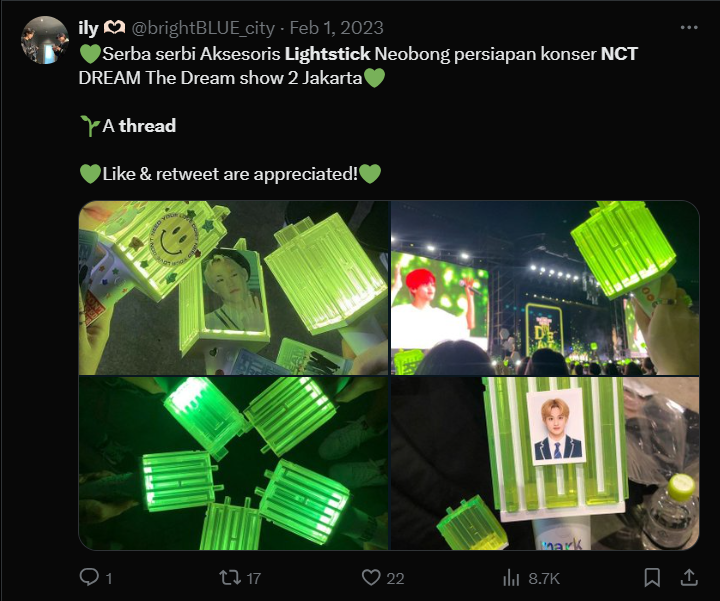 ily 🫶🏻 @brightBLUE_city · Feb 1, 2023
💚Serba serbi Aksesoris Lightstick Neobong persiapan konser NCT
DREAM The Dream show 2 Jakarta💚
🌱A thread
💚Like & retweet are appreciated!💚
mark
1 17 22 8.7K